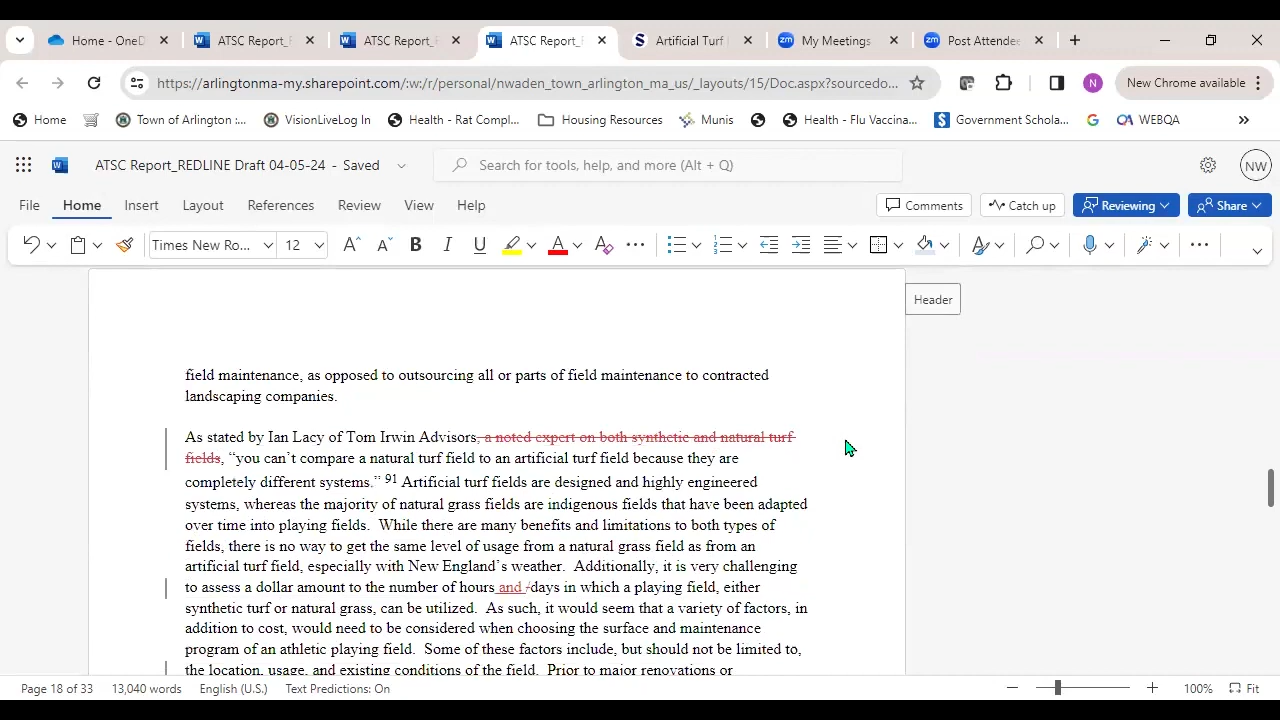 Home - OneD
ATSC Report_F
ATSC Report_F
ATSC Report_
Artificial Turf
My Meetings
Post Attendee
https://arlingtonma-my.sharepoint.com/:w:/r/personal/nwaden_town_arlington_ma_us/_layouts/15/Doc.aspx?sourcedo...
N
New Chrome available
Home
Town of Arlington :...
VisionLiveLog In
Health - Rat Compl...
Housing Resources
Munis
Health - Flu Vaccina...
Government Schola...
WEBQA
ATSC Report_REDLINE Draft 04-05-24 - Saved
Search for tools, help, and more (Alt + Q)
NW
File Home Insert Layout References Review View Help
Comments
Catch up
Reviewing
Share
Times New Ro...
12
B I U
Header
field maintenance, as opposed to outsourcing all or parts of field maintenance to contracted
landscaping companies.
As stated by Ian Lacy of Tom Irwin Advisors, a noted expert on both synthetic and natural turf
fields, “you can’t compare a natural turf field to an artificial turf field because they are
completely different systems.” 91 Artificial turf fields are designed and highly engineered
systems, whereas the majority of natural grass fields are indigenous fields that have been adapted
over time into playing fields. While there are many benefits and limitations to both types of
fields, there is no way to get the same level of usage from a natural grass field as from an
artificial turf field, especially with New England’s weather. Additionally, it is very challenging
to assess a dollar amount to the number of hours and /days in which a playing field, either
synthetic turf or natural grass, can be utilized. As such, it would seem that a variety of factors, in
addition to cost, would need to be considered when choosing the surface and maintenance
program of an athletic playing field. Some of these factors include, but should not be limited to,
the location, usage, and existing conditions of the field. Prior to major renovations or
Page 18 of 33
13,040 words
English (U.S.)
Text Predictions: On
100%
Fit